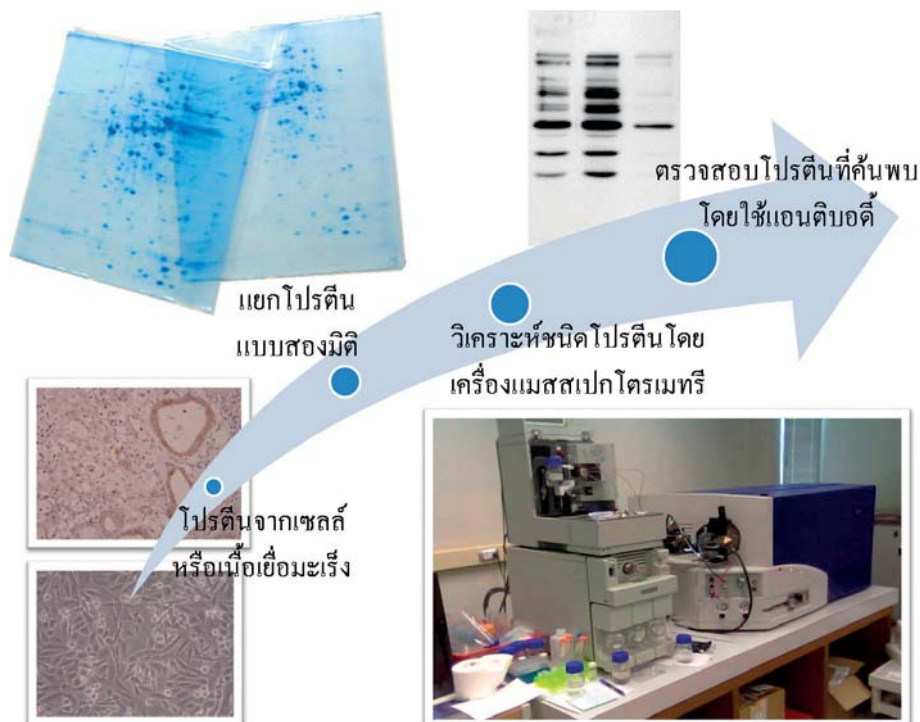 ตรวจสอบโปรตีนที่ค้นพบ
โดยใช้แอนติบอดี้
แยกโปรตีน
แบบสองมิติ
วิเคราะห์ชนิดโปรตีนโดย
เครื่องแมสสเปกโตรเมทรี
โปรตีนจากเซลล์
หรือเนื้อเยื่อมะเร็ง